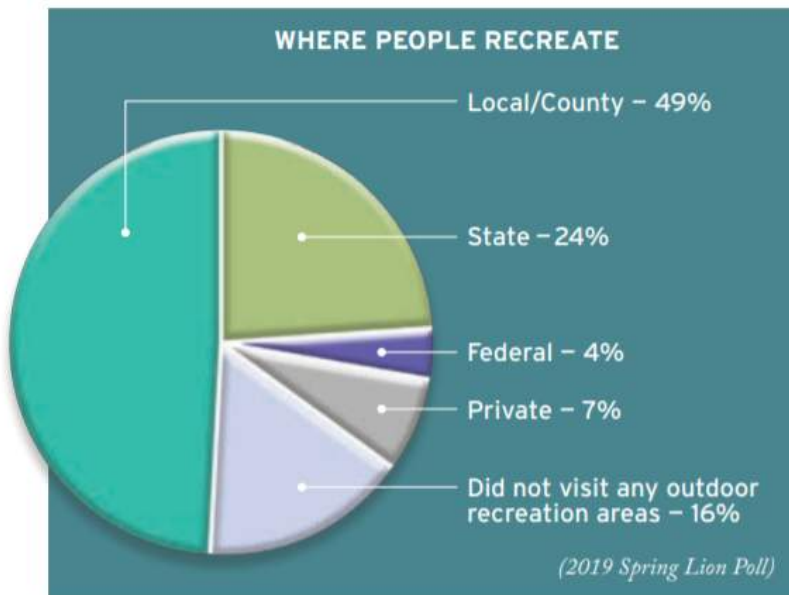 WHERE PEOPLE RECREATE
Local/County – 49%
State – 24%
Federal – 4%
Private – 7%
Did not visit any outdoor
recreation areas – 16%
(2019 Spring Lion Poll)